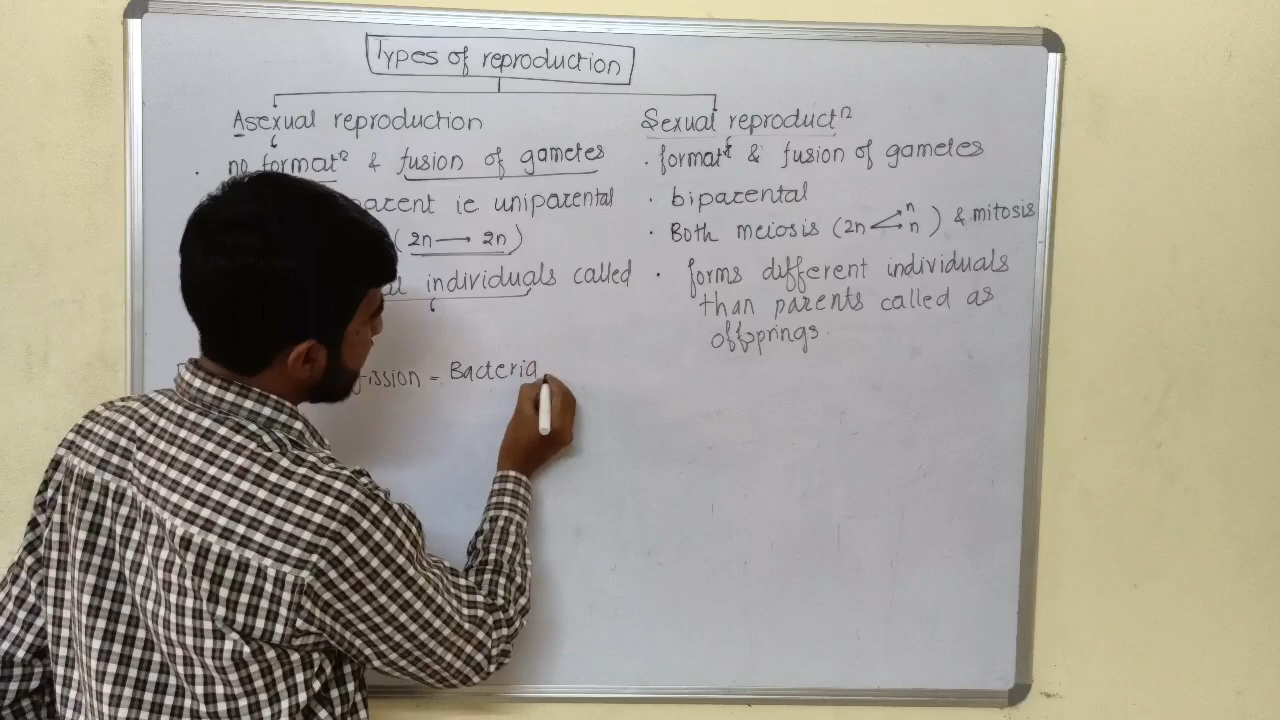 Types of reproduction
Asexual reproduction
. no formatⁿ & fusion of gametes
parent ie uniparental
(2n → 2n)
individuals called
fission = Bacteria
Sexual reproductⁿ
. format & fusion of gametes
. biparental
. Both meiosis (2n < n n) & mitosis
. forms different individuals
than parents called as
offsprings.